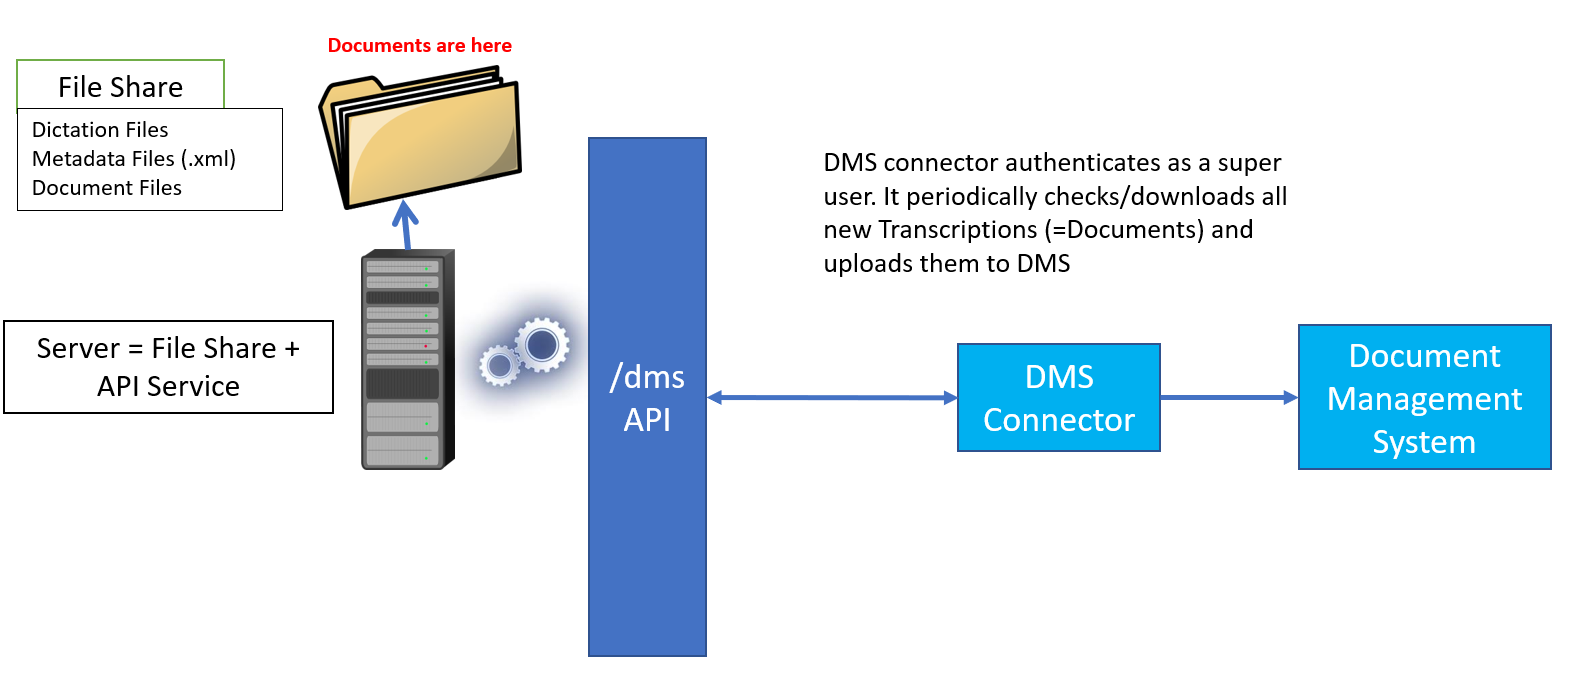 Documents are here
File Share
Dictation Files
Metadata Files (.xml)
Document Files
DMS connector authenticates as a super
user. It periodically checks/downloads all
new Transcriptions (=Documents) and
uploads them to DMS
Server = File Share +
API Service
/dms
API
DMS
Connector
Document
Management
System